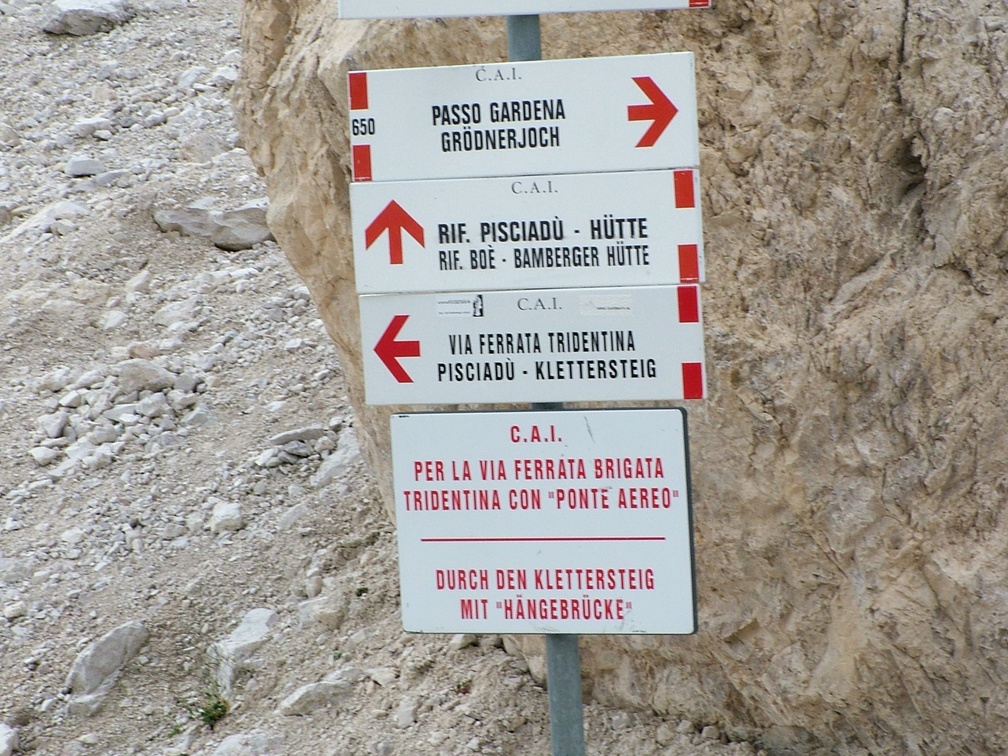 C.A.I.
650
PASSO GARDENA
GRÖDNERJOCH
C.A.I.
RIF. PISCIADÙ - HÜTTE
RIF. BOÈ - BAMBERGER HÜTTE
C.A.I.
VIA FERRATA TRIDENTINA
PISCIADÙ - KLETTERSTEIG
C.A.I.
PER LA VIA FERRATA BRIGATA
TRIDENTINA CON "PONTE AEREO"
DURCH DEN KLETTERSTEIG
MIT "HÄNGEBRÜCKE"